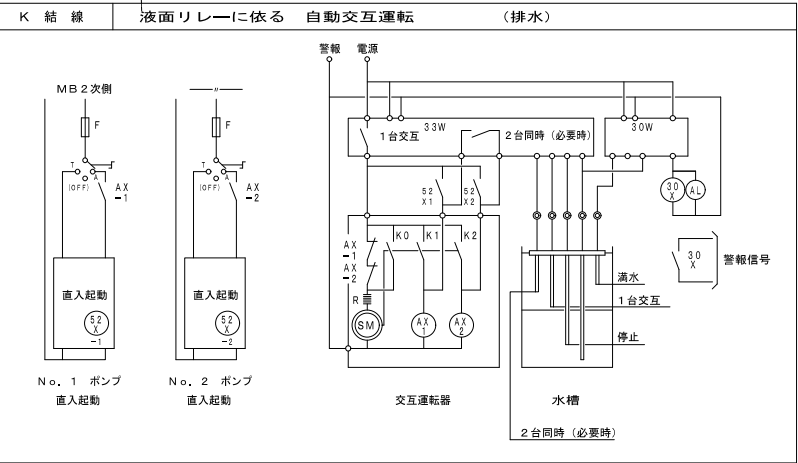 K 結 線
液面リレーに依る 自動交互運転 (排水)
警報 電源
MB2次側
〃
F
F
T
A
(OFF)
AX
-1
T
A
(OFF)
AX
-2
直入起動
52
X
-1
直入起動
52
X
-2
No. 1 ポンプ
直入起動
No. 2 ポンプ
直入起動
33W
1台交互
2台同時 (必要時)
30W
52
X1
52
X2
30
X
AL
AX
-1
AX
-2
K0
K1
K2
R
SM
AX
1
AX
2
交互運転器
満水
1台交互
停止
水槽
2台同時 (必要時)
30
X
警報信号